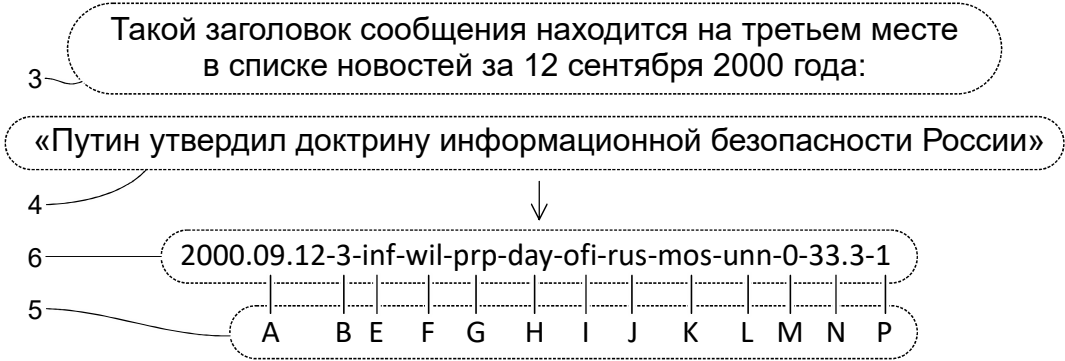 Такой заголовок сообщения находится на третьем месте
в списке новостей за 12 сентября 2000 года:
3
«Путин утвердил доктрину информационной безопасности России»
4
6
2000.09.12-3-inf-wil-prp-day-ofi-rus-mos-unn-0-33.3-1
5
A B E F G H I J K L M N P